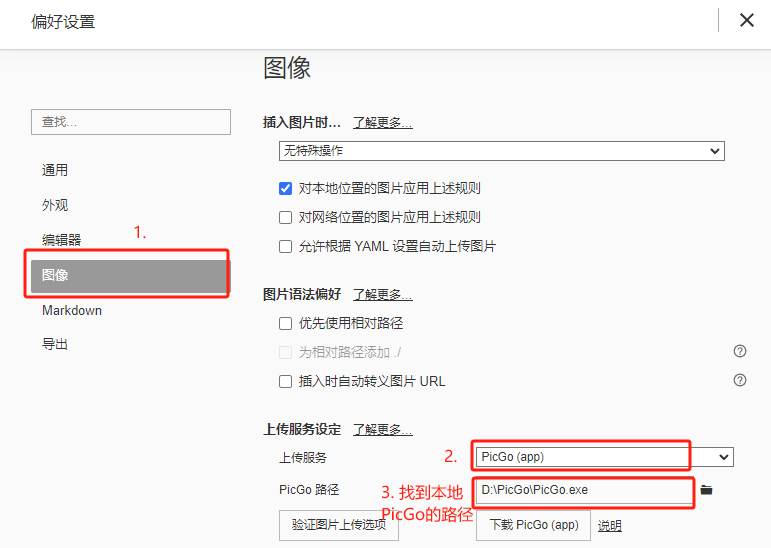 偏好设置
图像
查找...
插入图片时... 了解更多...
通用
无特殊操作
对本地位置的图片应用上述规则
外观
对网络位置的图片应用上述规则
1.
编辑器
允许根据 YAML 设置自动上传图片
图像
图片语法偏好 了解更多...
Markdown
优先使用相对路径
导出
为相对路径添加 ./
插入时自动转义图片 URL
上传服务设定 了解更多...
上传服务 2. PicGo (app)
PicGo 路径 3. 找到本地 D:\PicGo\PicGo.exe
PicGo的路径
验证图片上传选项 下载 PicGo (app) 说明